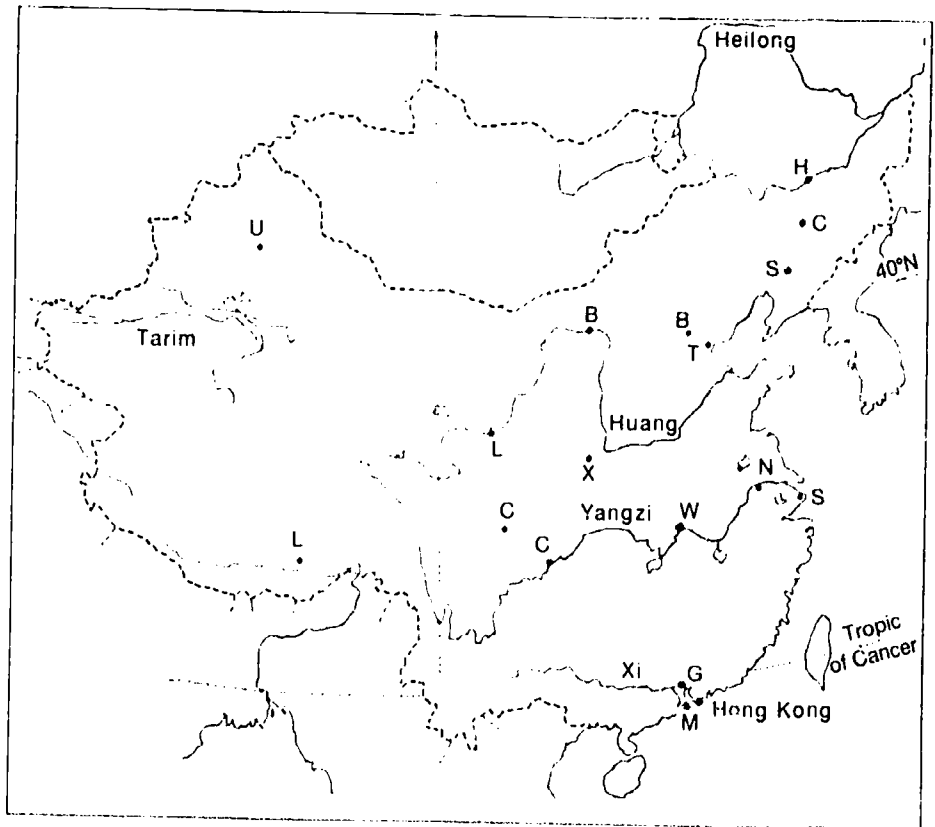 Heilong
H
C
U
S
40°N
B
B
T
Tarim
Huang
L
X
N
S
C
Yangzi
W
C
L
Tropic
of Cancer
Xi
G
Hong Kong
M